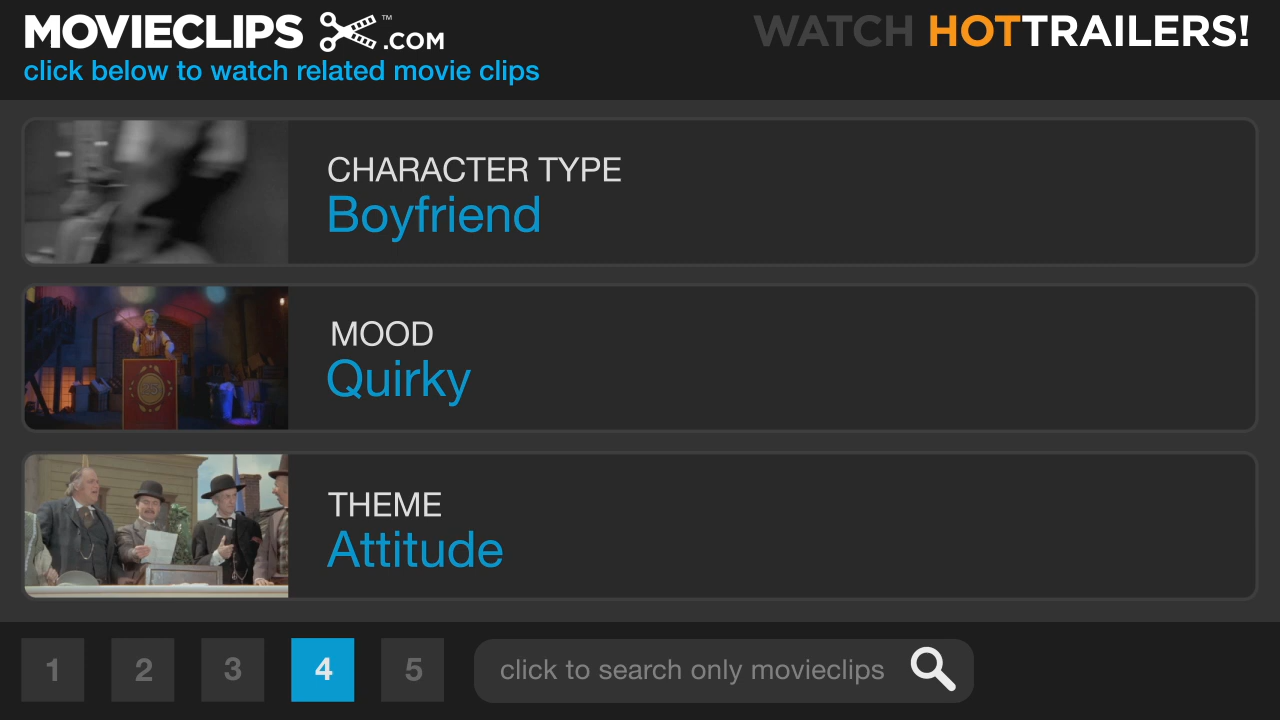 MOVIECLIPS ™ .COM
WATCH HOTTRAILERS!
click below to watch related movie clips
CHARACTER TYPE
Boyfriend
MOOD
Quirky
THEME
Attitude
1 2 3 4 5 click to search only movieclips